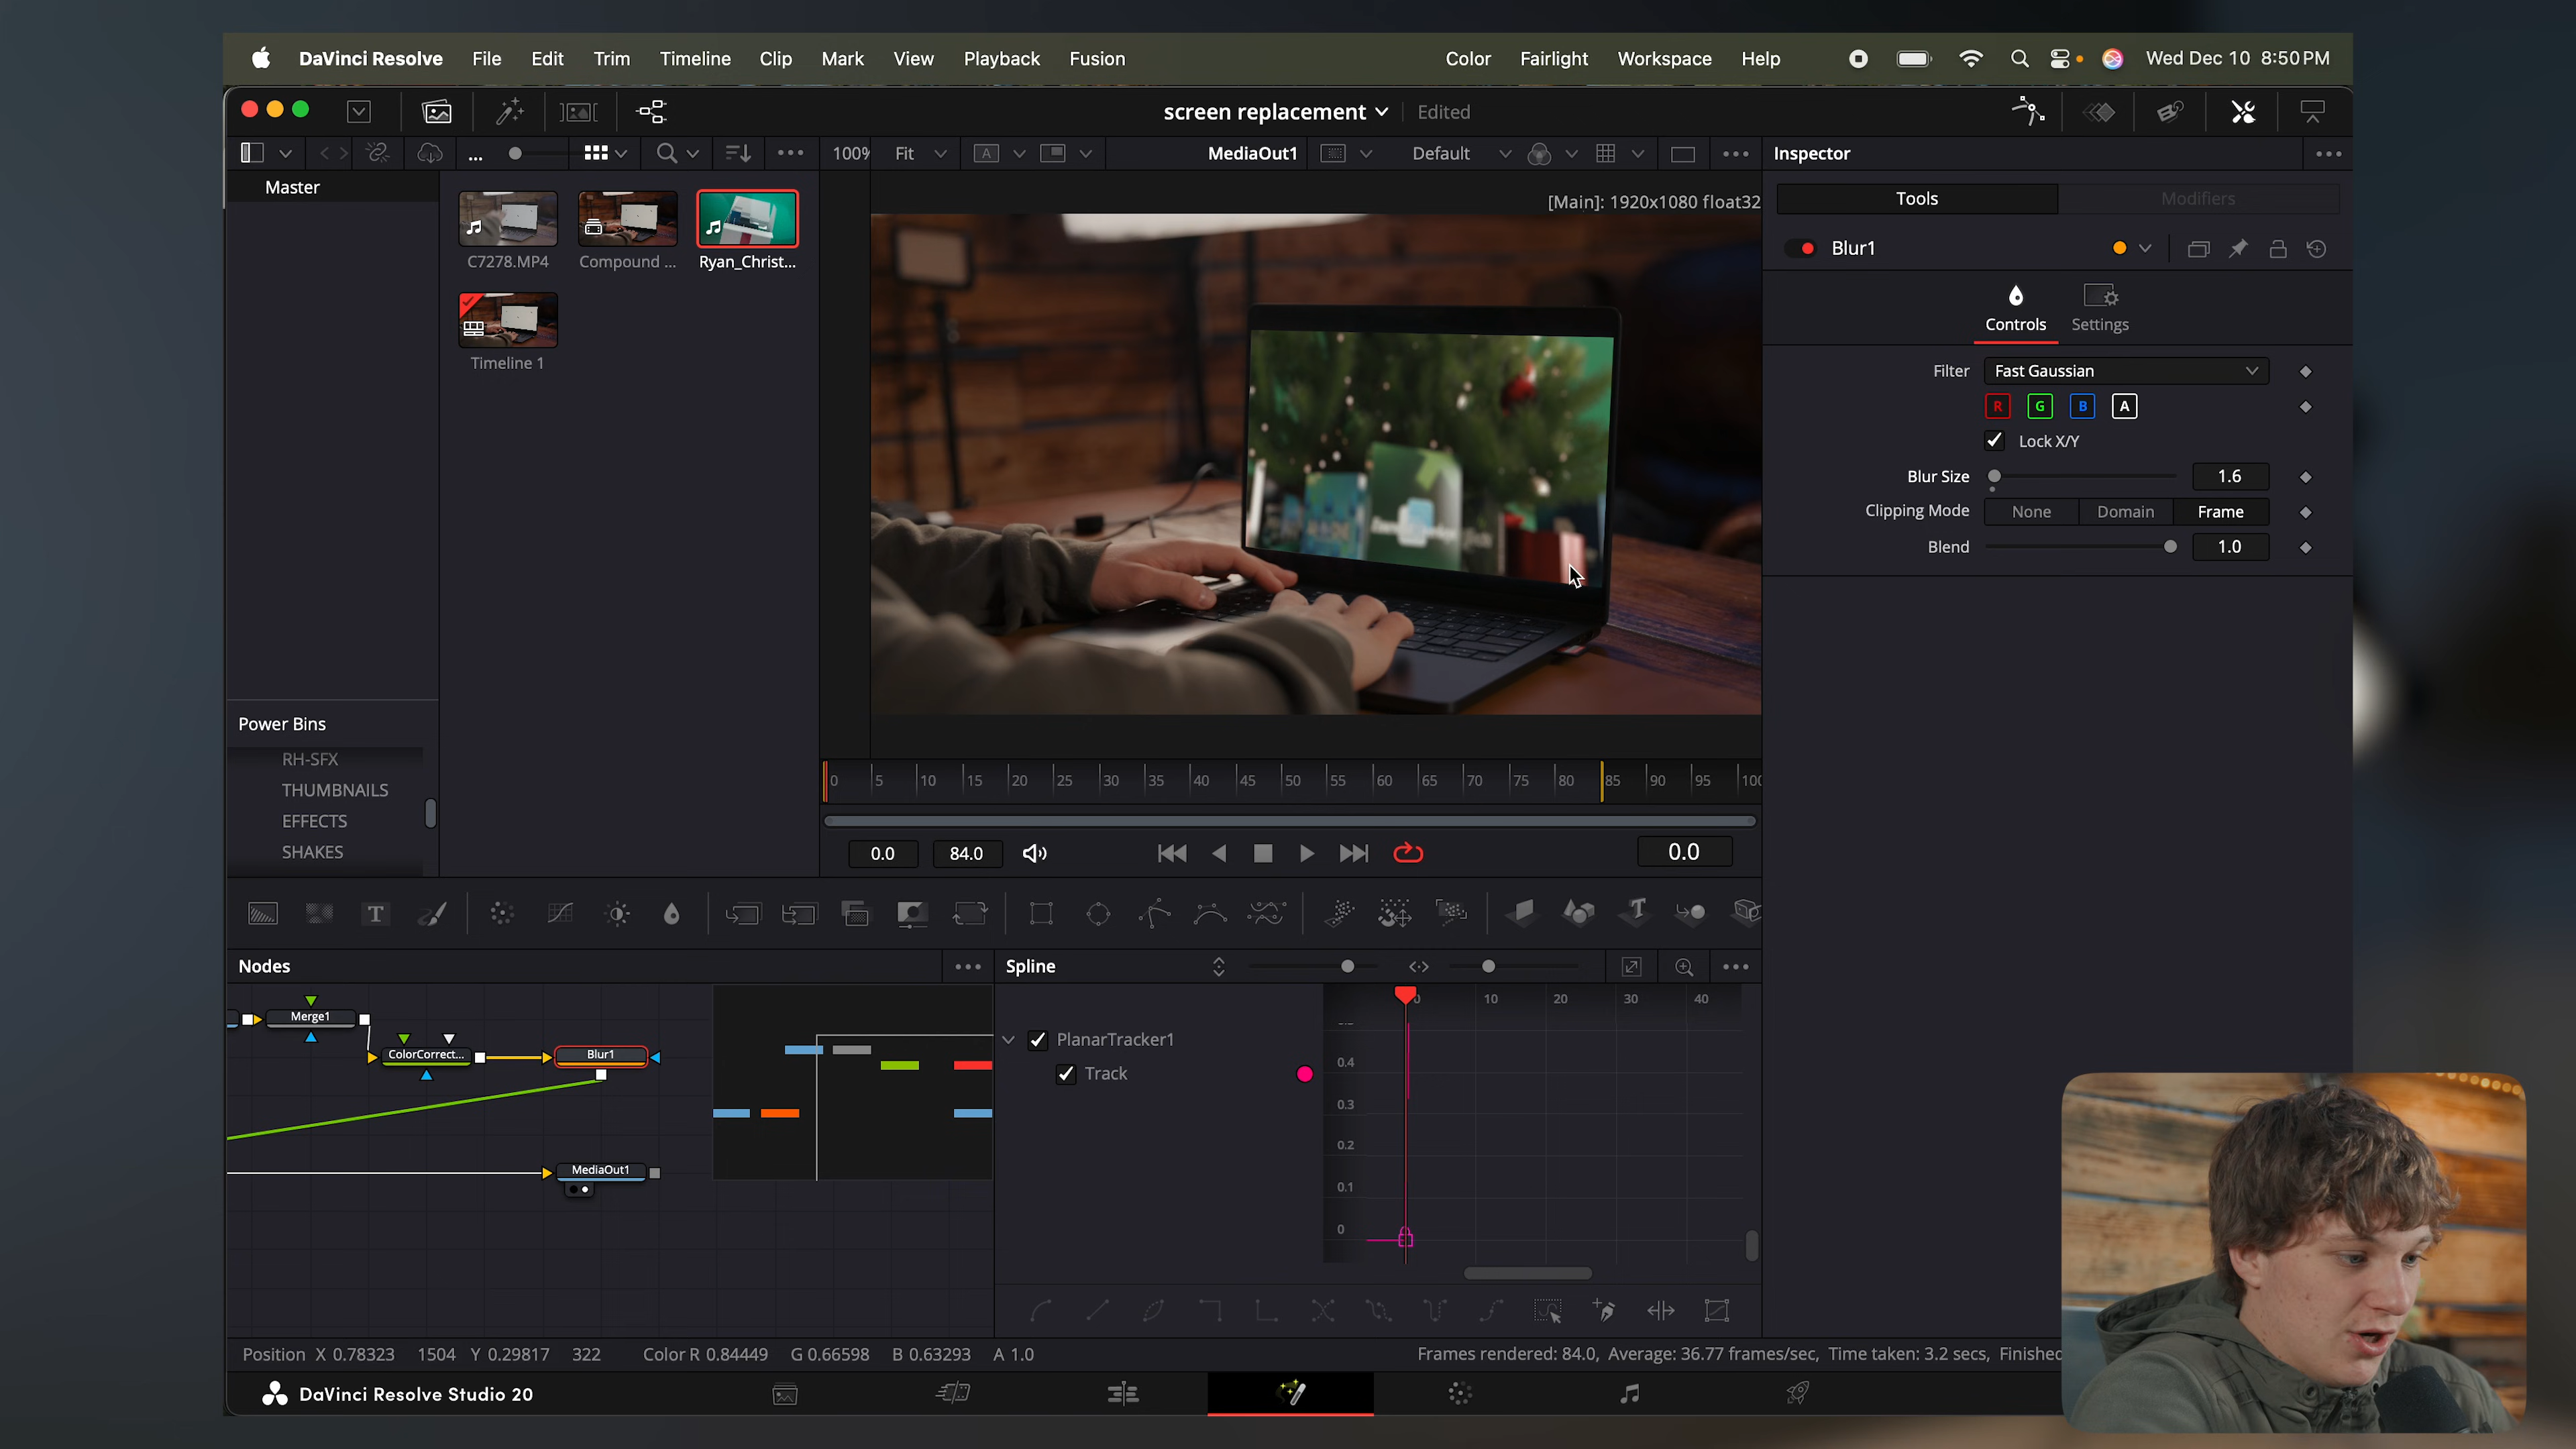 DaVinci Resolve File Edit Trim Timeline Clip Mark View Playback Fusion Color Fairlight Workspace Help Wed Dec 10 8:50 PM
screen replacement Edited
... 100% Fit A MediaOut1 Default Inspector
Master
[Main]: 1920x1080 float32
Tools Modifiers
Blur1
Controls Settings
C7278.MP4 Compound ... Ryan_Christ...
Timeline 1
Filter Fast Gaussian
R G B A
Lock X/Y
Blur Size 1.6
Clipping Mode None Domain Frame
Blend 1.0
Power Bins
RH-SFX
THUMBNAILS
EFFECTS
SHAKES
0 5 10 15 20 25 30 35 40 45 50 55 60 65 70 75 80 85 90 95 100
0.0 84.0 0.0
T
Nodes Spline
0 10 20 30 40
Merge1
ColorCorrect... Blur1
MediaOut1
PlanarTracker1
Track
0.4
0.3
0.2
0.1
0
Position X 0.78323 1504 Y 0.29817 322 Color R 0.84449 G 0.66598 B 0.63293 A 1.0
Frames rendered: 84.0, Average: 36.77 frames/sec, Time taken: 3.2 secs, Finished
DaVinci Resolve Studio 20